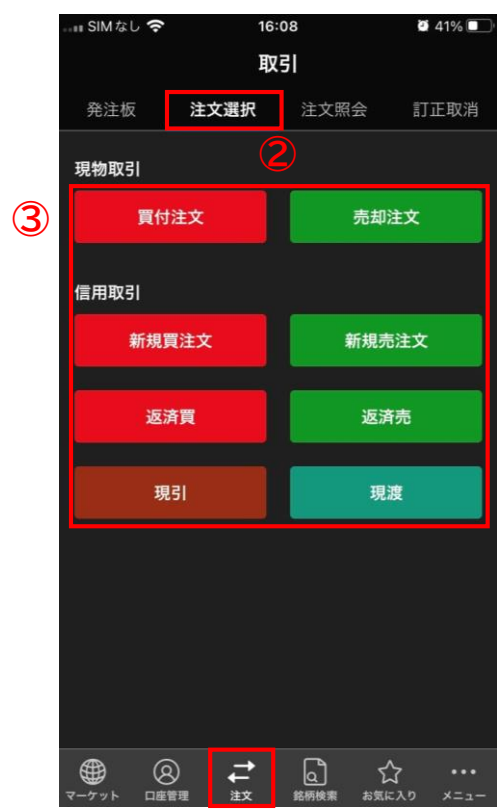 SIMなし 16:08 41%
取引
発注板 注文選択 注文照会 訂正取消
②
現物取引
③
買付注文 売却注文
信用取引
新規買注文 新規売注文
返済買 返済売
現引 現渡
マーケット 口座管理 注文 銘柄検索 お気に入り メニュー